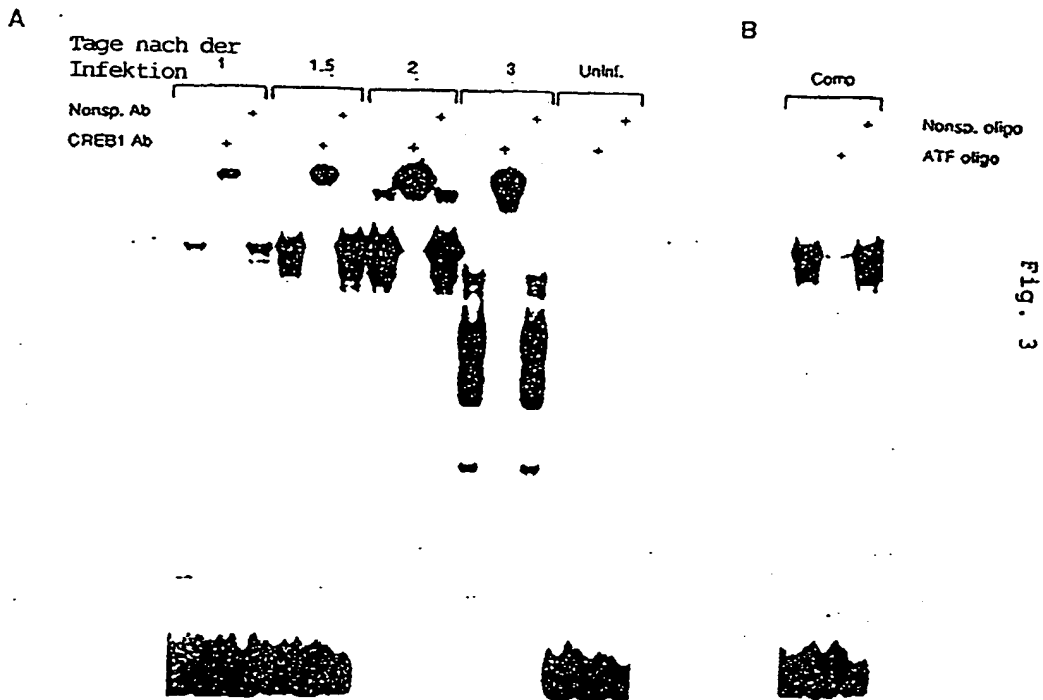 A
Tage nach der
Infektion 1 1.5 2 3 Uninf.
Nonsp. Ab + + + + +
CREB1 Ab + + + + +
B
Comp
+ Nonsp. oligo
+ ATF oligo
Fig. 3